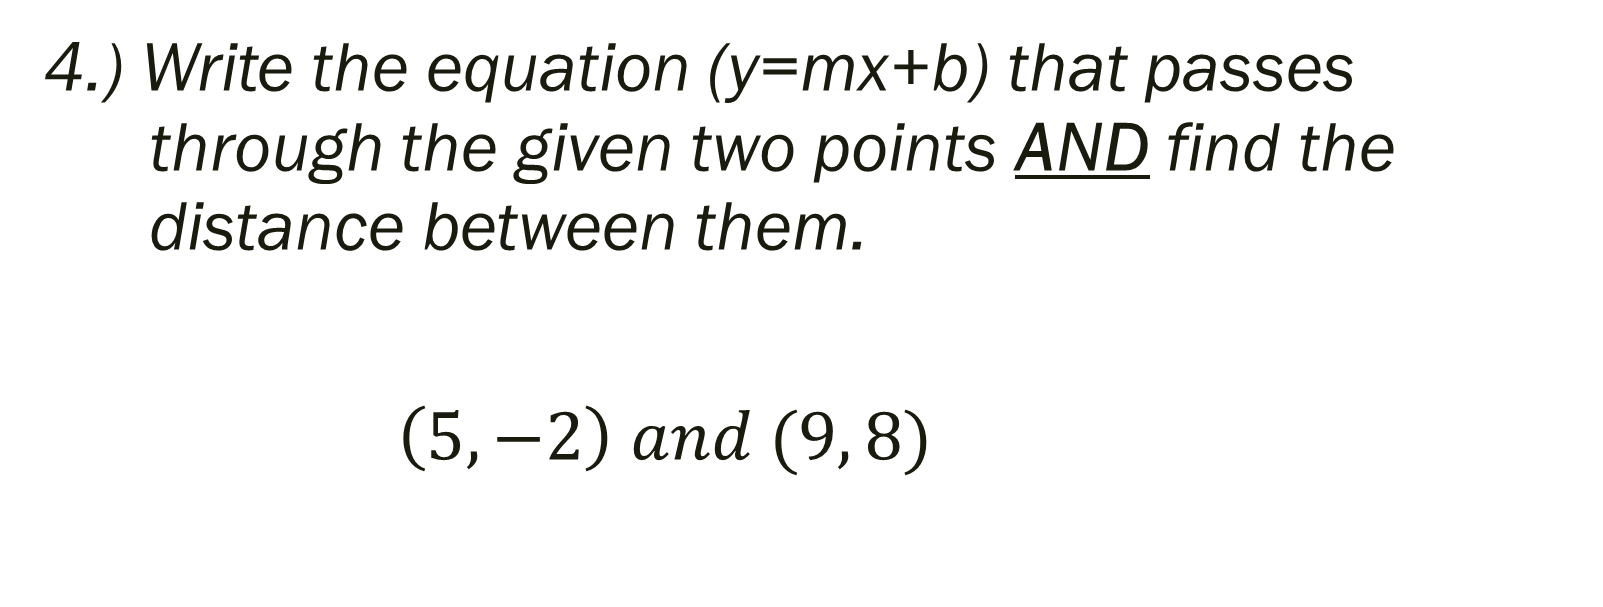 4.) Write the equation (y=mx+b) that passes
through the given two points AND find the
distance between them.
(5, −2) and (9, 8)